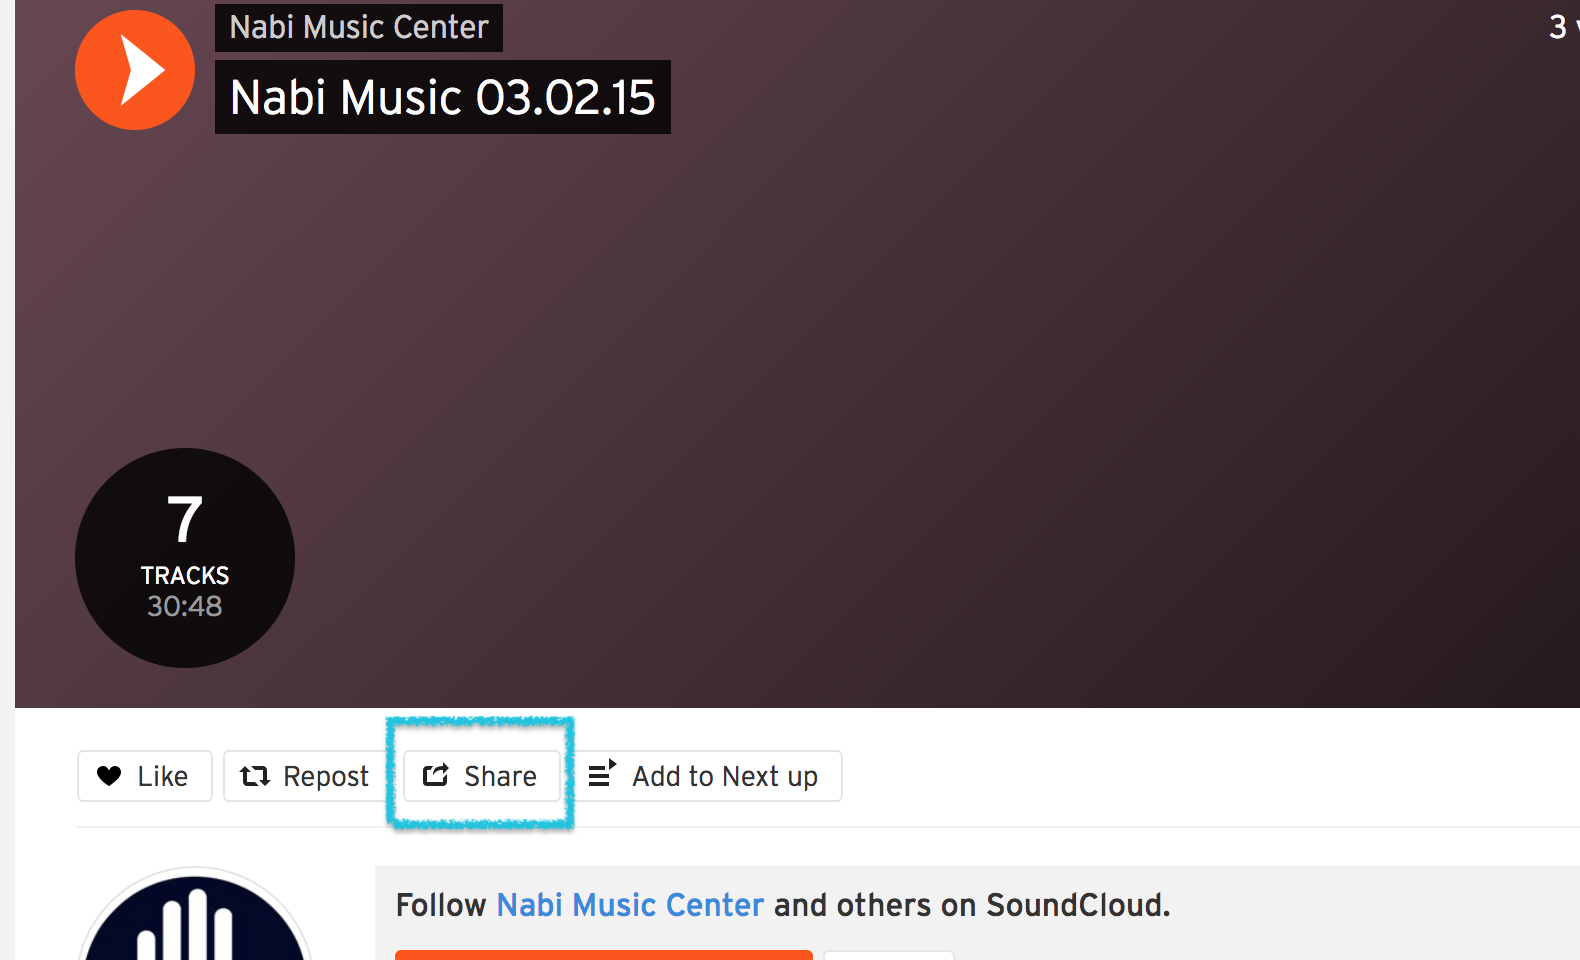 Nabi Music Center
3
Nabi Music 03.02.15
7
TRACKS
30:48
Like
Repost
Share
Add to Next up
Follow Nabi Music Center and others on SoundCloud.